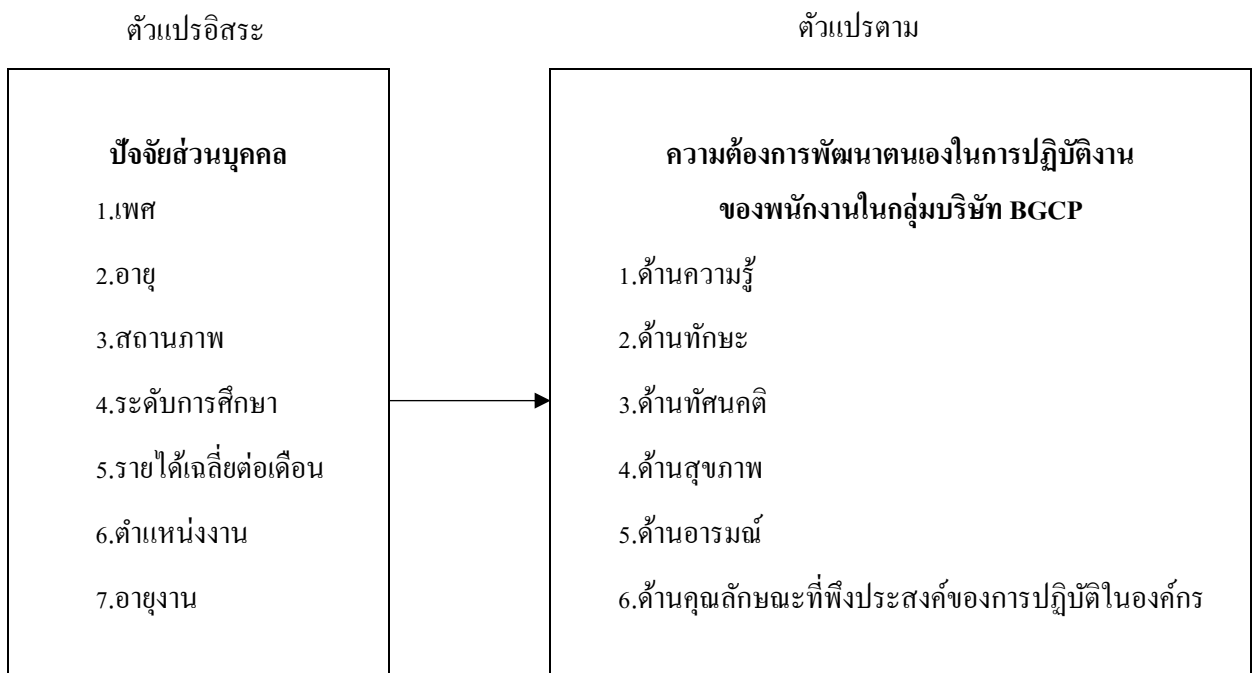 ตัวแปรอิสระ
ตัวแปรตาม
ปัจจัยส่วนบุคคล
1.เพศ
2.อายุ
3.สถานภาพ
4.ระดับการศึกษา
5.รายได้เฉลี่ยต่อเดือน
6.ตำแหน่งงาน
7.อายุงาน
ความต้องการพัฒนาตนเองในการปฏิบัติงาน
ของพนักงานในกลุ่มบริษัท BGCP
1.ด้านความรู้
2.ด้านทักษะ
3.ด้านทัศนคติ
4.ด้านสุขภาพ
5.ด้านอารมณ์
6.ด้านคุณลักษณะที่พึงประสงค์ของการปฏิบัติในองค์กร